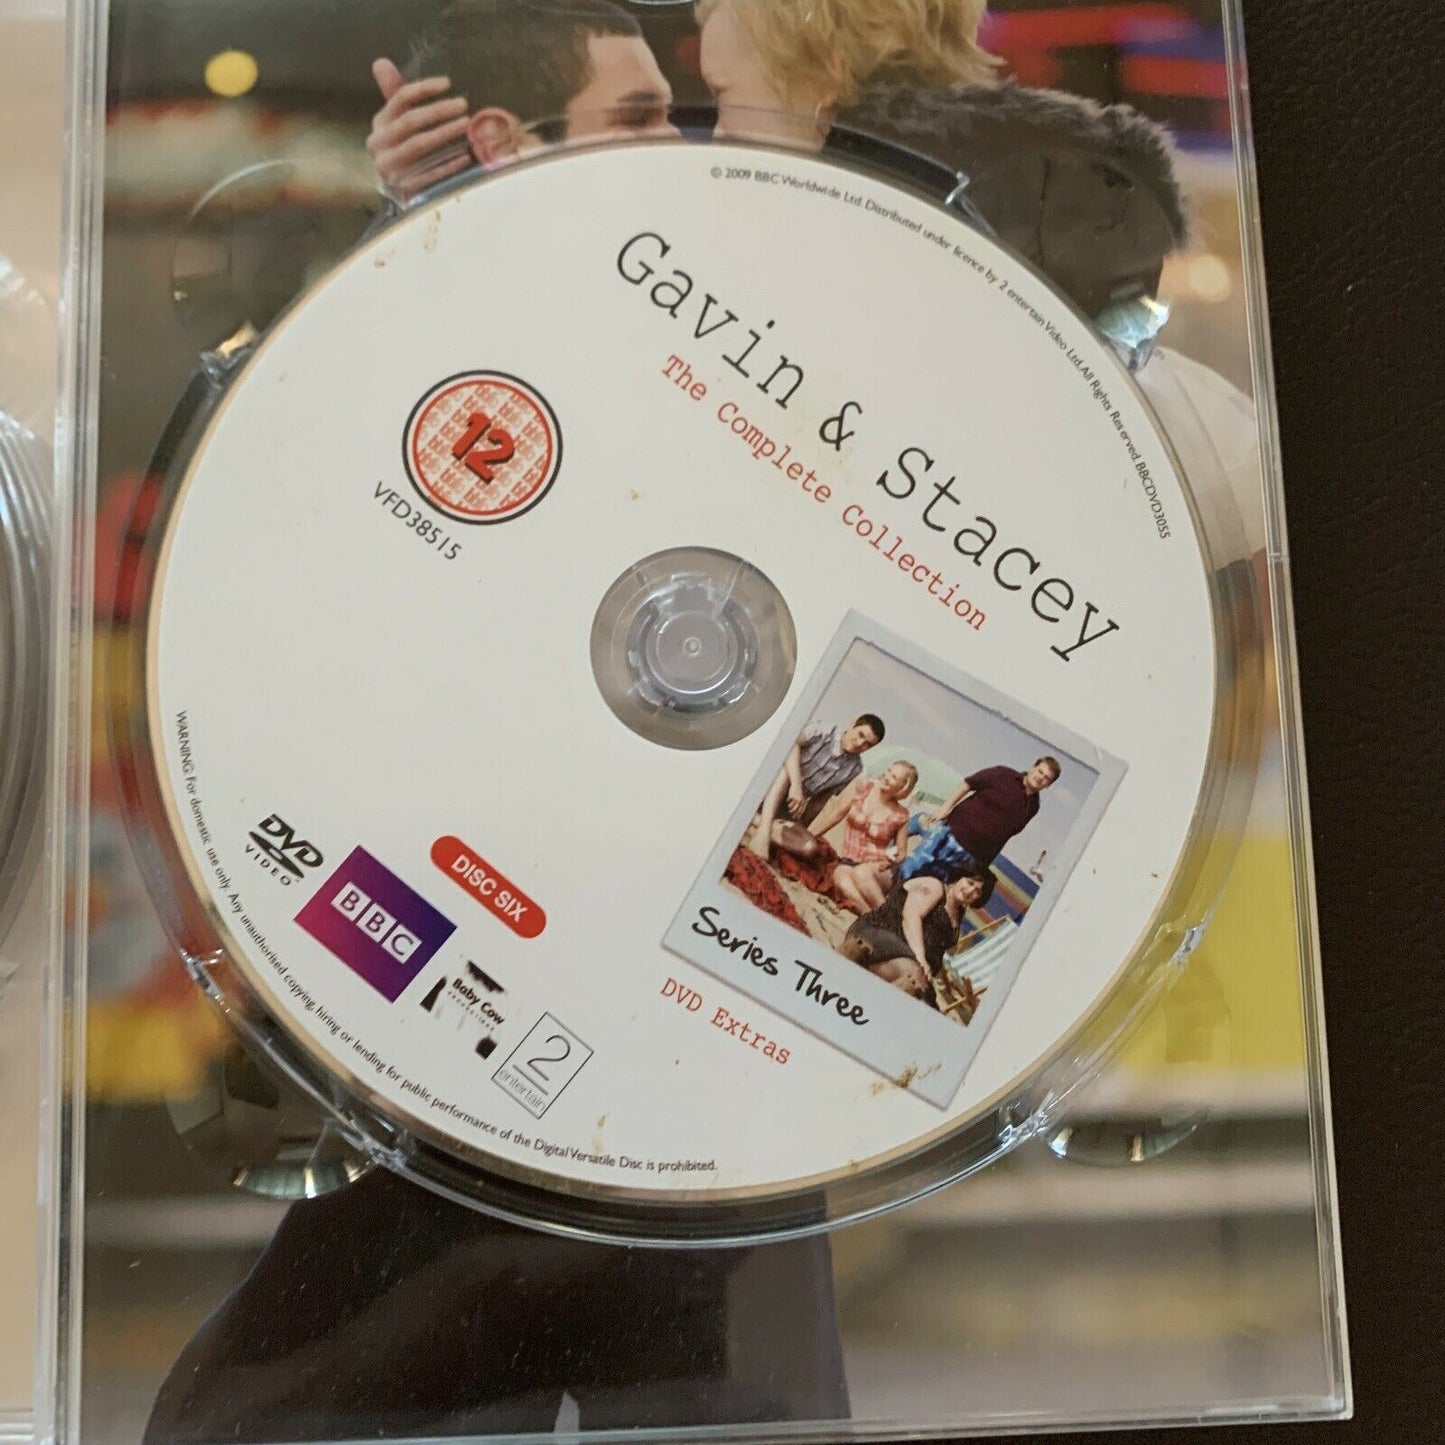 © 2009 BBC Worldwide Ltd. Distributed under licence by 2 entertain Video Ltd. All Rights Reserved. BBCDVD3055
Gavin & Stacey
The Complete Collection
12
VFD38515
Series Three
DVD Extras
DISC SIX
DVD
VIDEO
BBC
Baby Cow
PRODUCTIONS
2
entertain
WARNING: For domestic use only. Any unauthorised copying, hiring or lending for public performance of the Digital Versatile Disc is prohibited.